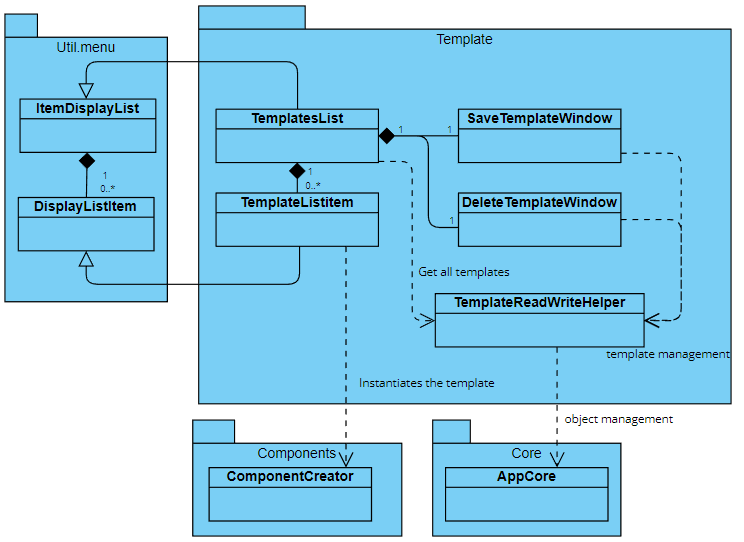 Util.menu
Template
ItemDisplayList
TemplatesList
SaveTemplateWindow
1
1
1
0..*
1
0..*
DisplayListItem
TemplateListitem
DeleteTemplateWindow
1
Get all templates
TemplateReadWriteHelper
template management
Instantiates the template
object management
Components
Core
ComponentCreator
AppCore